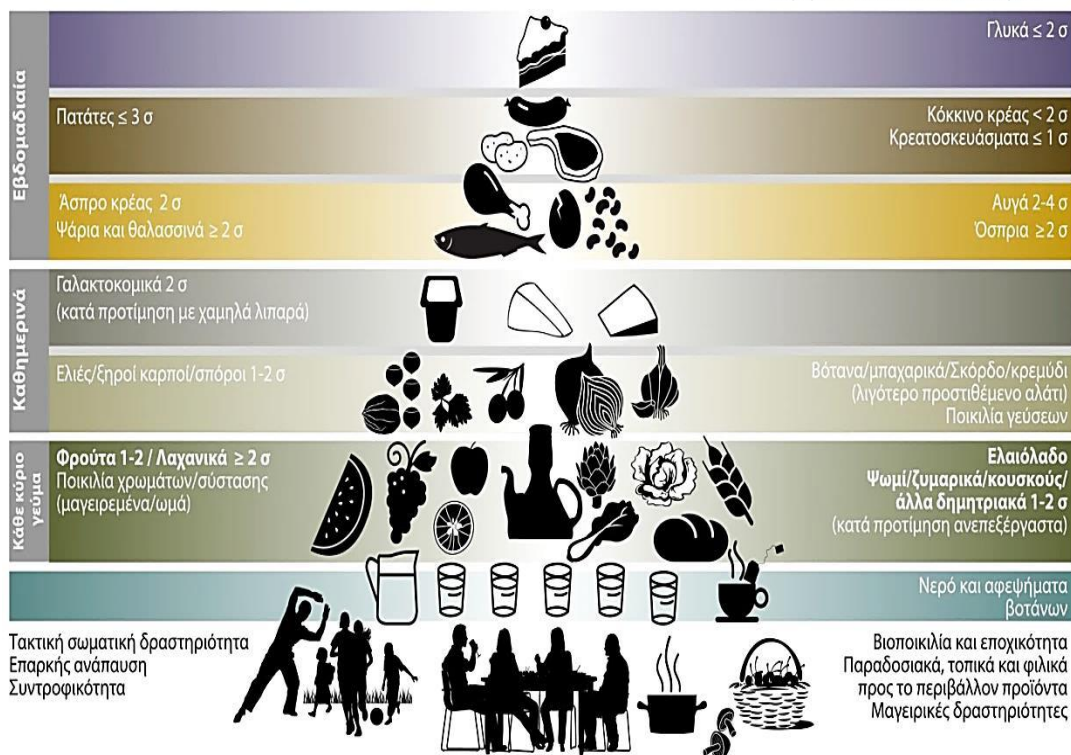 Εβδομαδιαία
Γλυκά ≤ 2 σ
Πατάτες ≤ 3 σ
Κόκκινο κρέας < 2 σ
Κρεατοσκευάσματα ≤ 1 σ
Άσπρο κρέας 2 σ
Ψάρια και θαλασσινά ≥ 2 σ
Αυγά 2-4 σ
Όσπρια ≥2 σ
Καθημερινά
Γαλακτοκομικά 2 σ
(κατά προτίμηση με χαμηλά λιπαρά)
Ελιές/ξηροί καρποί/σπόροι 1-2 σ
Βότανα/μπαχαρικά/Σκόρδο/κρεμύδι
(λιγότερο προστιθέμενο αλάτι)
Ποικιλία γεύσεων
Κάθε κύριο
γεύμα
Φρούτα 1-2 / Λαχανικά ≥ 2 σ
Ποικιλία χρωμάτων/σύστασης
(μαγειρεμένα/ωμά)
Ελαιόλαδο
Ψωμί/ζυμαρικά/κουσκούς/
άλλα δημητριακά 1-2 σ
(κατά προτίμηση ανεπεξέργαστα)
Νερό και αφεψήματα
βοτάνων
Τακτική σωματική δραστηριότητα
Επαρκής ανάπαυση
Συντροφικότητα
Βιοποικιλία και εποχικότητα
Παραδοσιακά, τοπικά και φιλικά
προς το περιβάλλον προϊόντα
Μαγειρικές δραστηριότητες